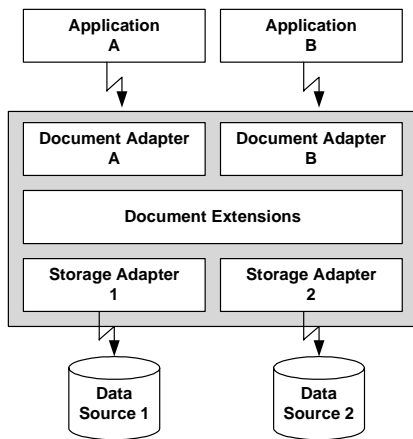 Application
A
Application
B
Document Adapter
A
Document Adapter
B
Document Extensions
Storage Adapter
1
Storage Adapter
2
Data
Source 1
Data
Source 2